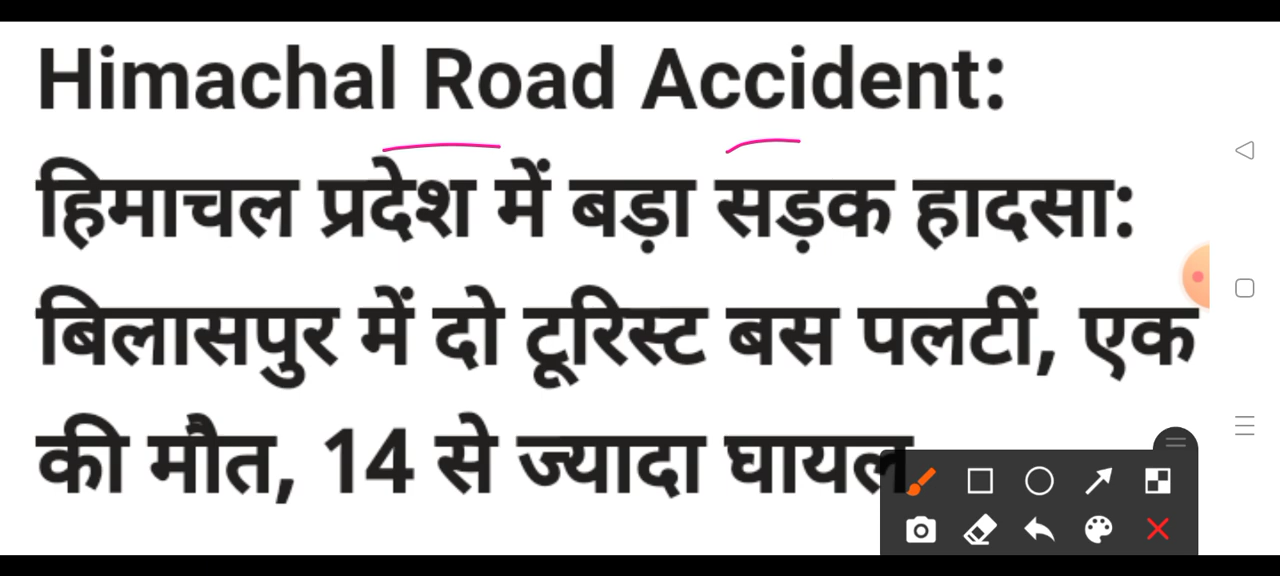 Himachal Road Accident:
हिमाचल प्रदेश में बड़ा सड़क हादसा:
बिलासपुर में दो टूरिस्ट बस पलटीं, एक
की मौत, 14 से ज्यादा घायल